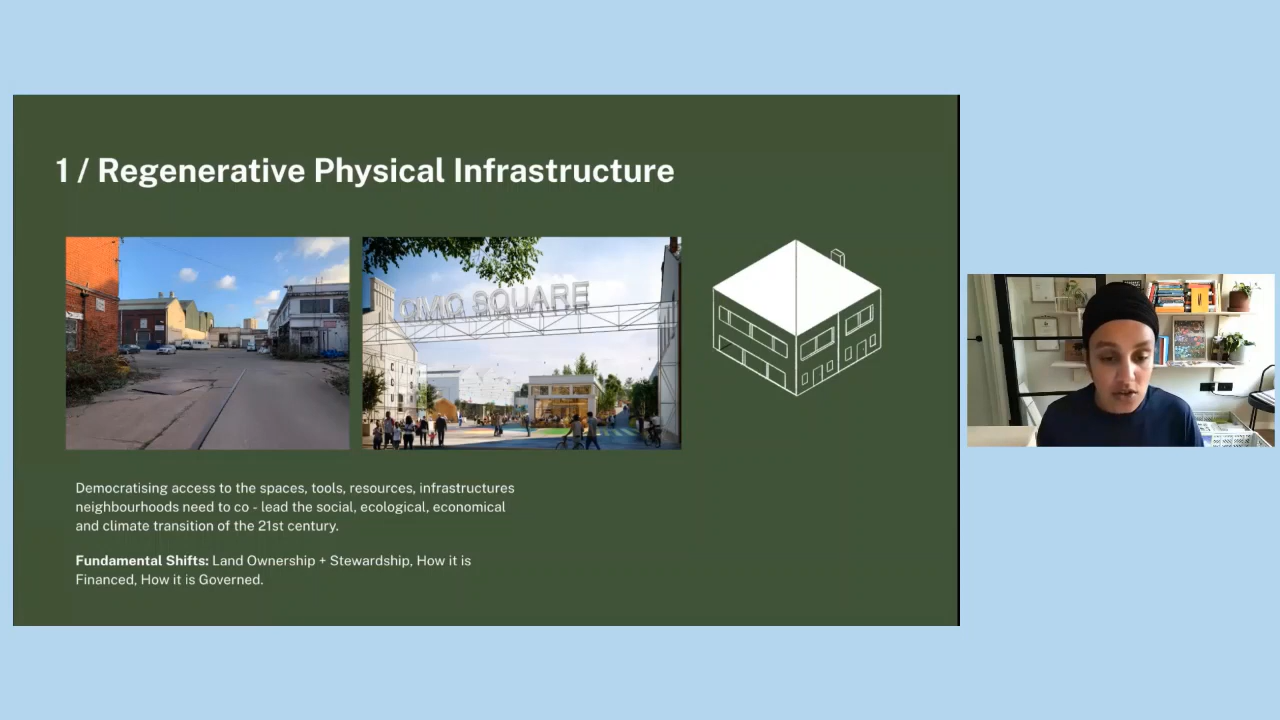 1 / Regenerative Physical Infrastructure
CIVIC SQUARE
Democratising access to the spaces, tools, resources, infrastructures
neighbourhoods need to co - lead the social, ecological, economical
and climate transition of the 21st century.
Fundamental Shifts: Land Ownership + Stewardship, How it is
Financed, How it is Governed.